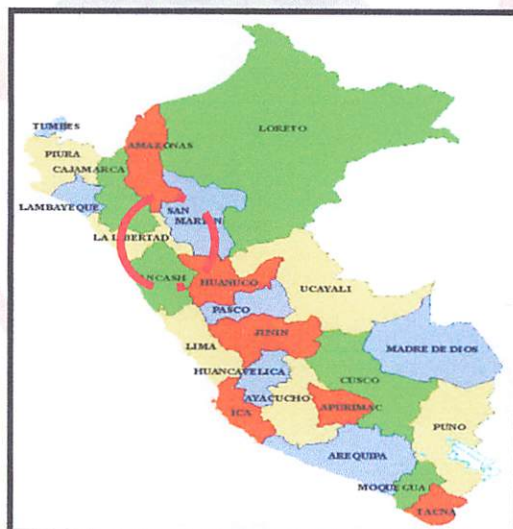 TUMBES
LORETO
AMAZONAS
PIURA
CAJAMARCA
LAMBAYEQUE
SAN
MARTIN
LA LIBERTAD
ANCASH
HUANUCO
UCAYALI
PASCO
JUNIN
LIMA
MADRE DE DIOS
HUANCAVELICA
CUSCO
AYACUCHO
APURIMAC
ICA
PUNO
AREQUIPA
MOQUEGUA
TACNA